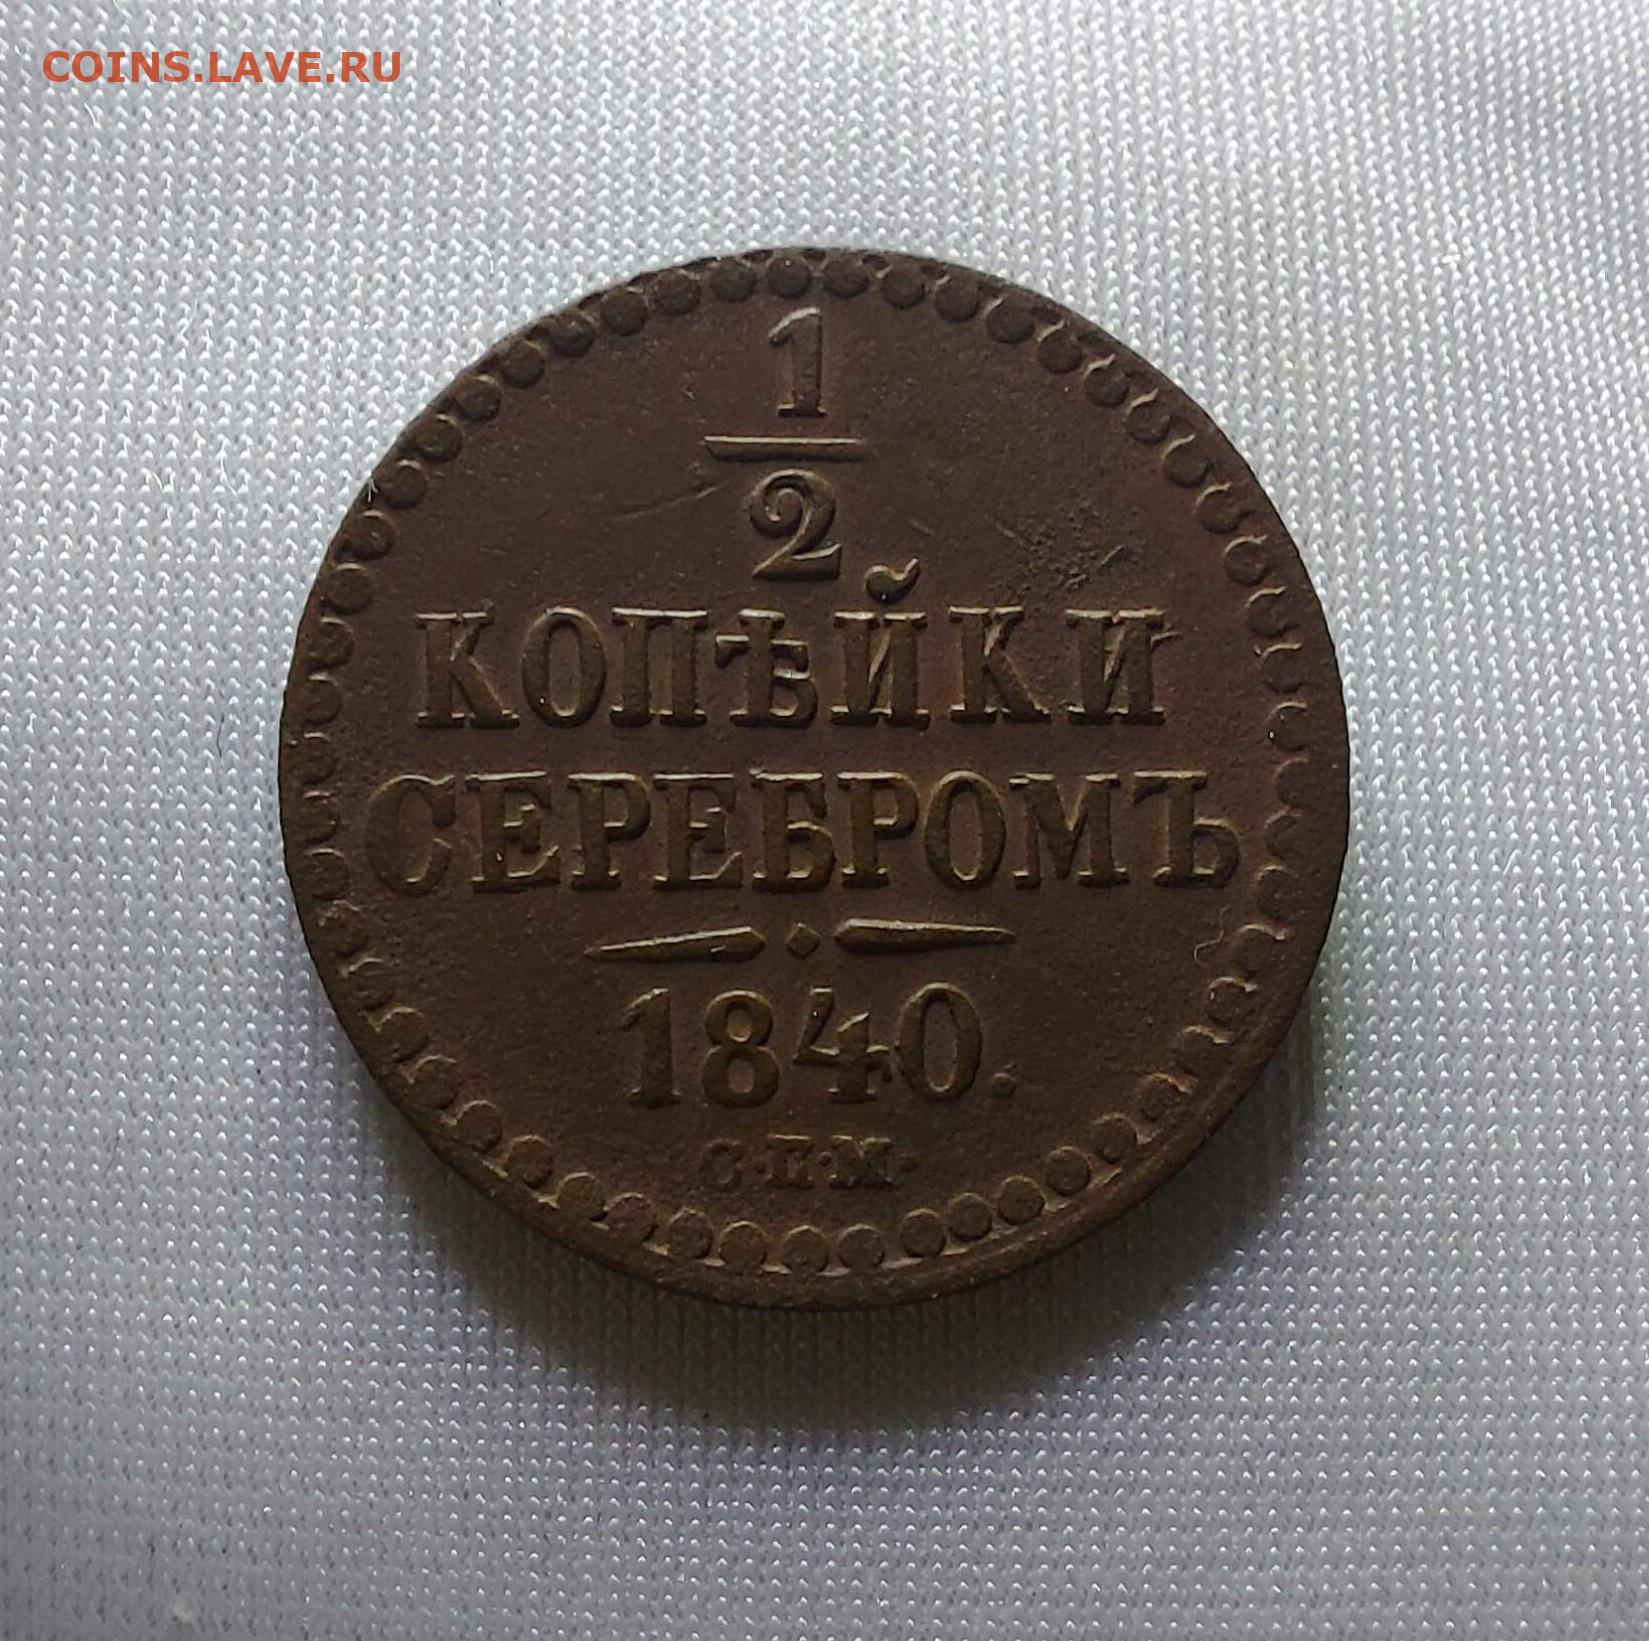 COINS.LAVE.RU
1
2
КОПѢЙКИ
СЕРЕБРОМЪ
1840.
С·П·М·